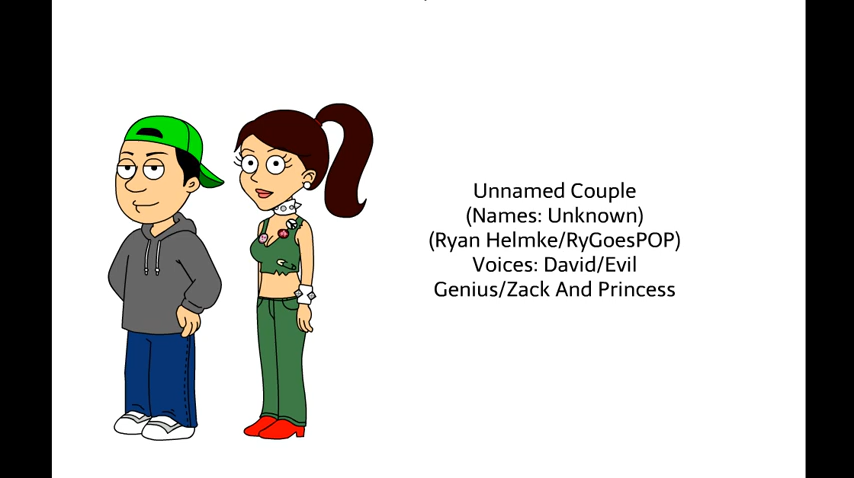 Unnamed Couple
(Names: Unknown)
(Ryan Helmke/RyGoesPOP)
Voices: David/Evil
Genius/Zack And Princess